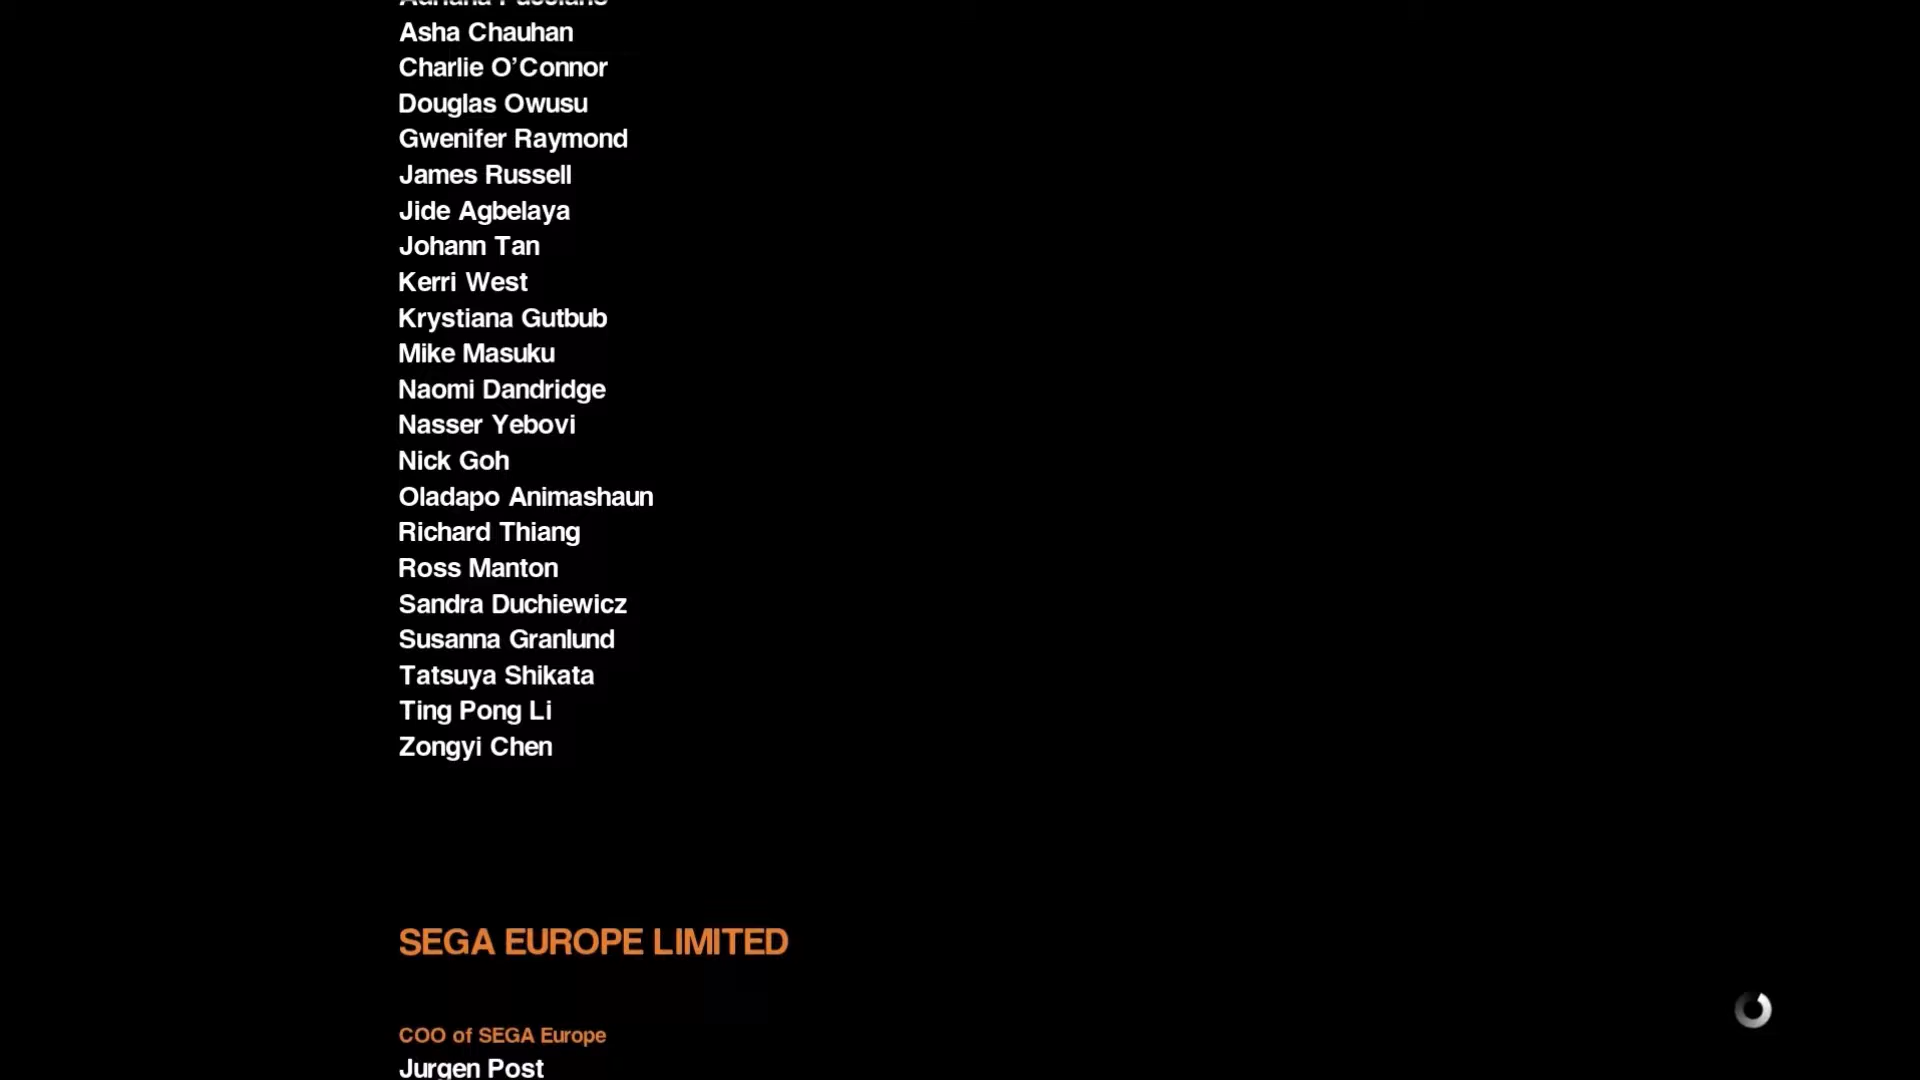 Asha Chauhan
Charlie O’Connor
Douglas Owusu
Gwenifer Raymond
James Russell
Jide Agbelaya
Johann Tan
Kerri West
Krystiana Gutbub
Mike Masuku
Naomi Dandridge
Nasser Yebovi
Nick Goh
Oladapo Animashaun
Richard Thiang
Ross Manton
Sandra Duchiewicz
Susanna Granlund
Tatsuya Shikata
Ting Pong Li
Zongyi Chen
SEGA EUROPE LIMITED
COO of SEGA Europe
Jurgen Post